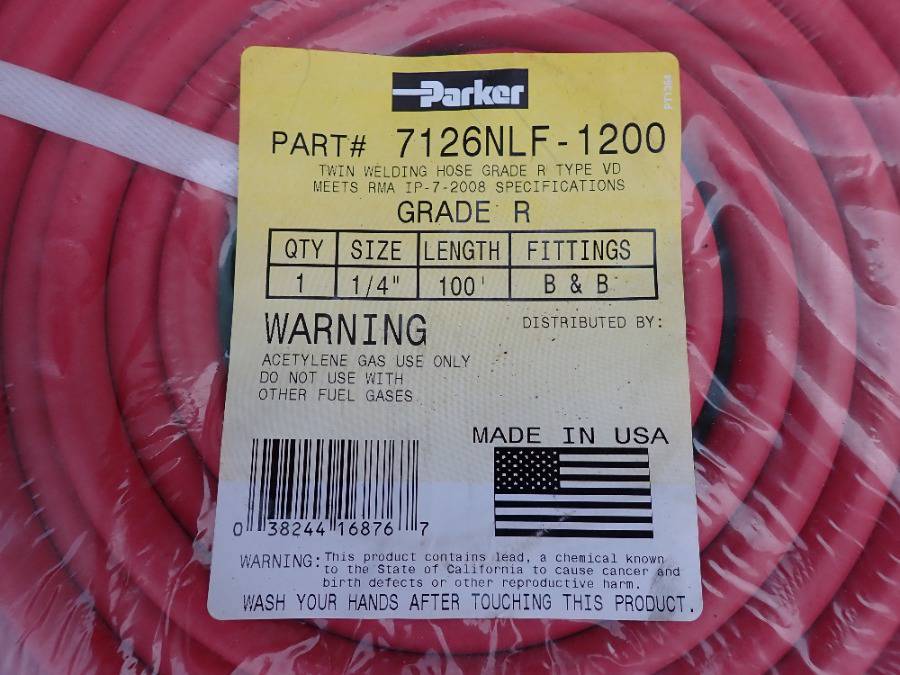 Parker
PT1364
PART# 7126NLF-1200
TWIN WELDING HOSE GRADE R TYPE VD
MEETS RMA IP-7-2008 SPECIFICATIONS
GRADE R
QTY SIZE LENGTH FITTINGS
1 1/4" 100' B & B
WARNING
DISTRIBUTED BY:
ACETYLENE GAS USE ONLY
DO NOT USE WITH
OTHER FUEL GASES
MADE IN USA
0 38244 16876 7
WARNING: This product contains lead, a chemical known
to the State of California to cause cancer and
birth defects or other reproductive harm.
WASH YOUR HANDS AFTER TOUCHING THIS PRODUCT.